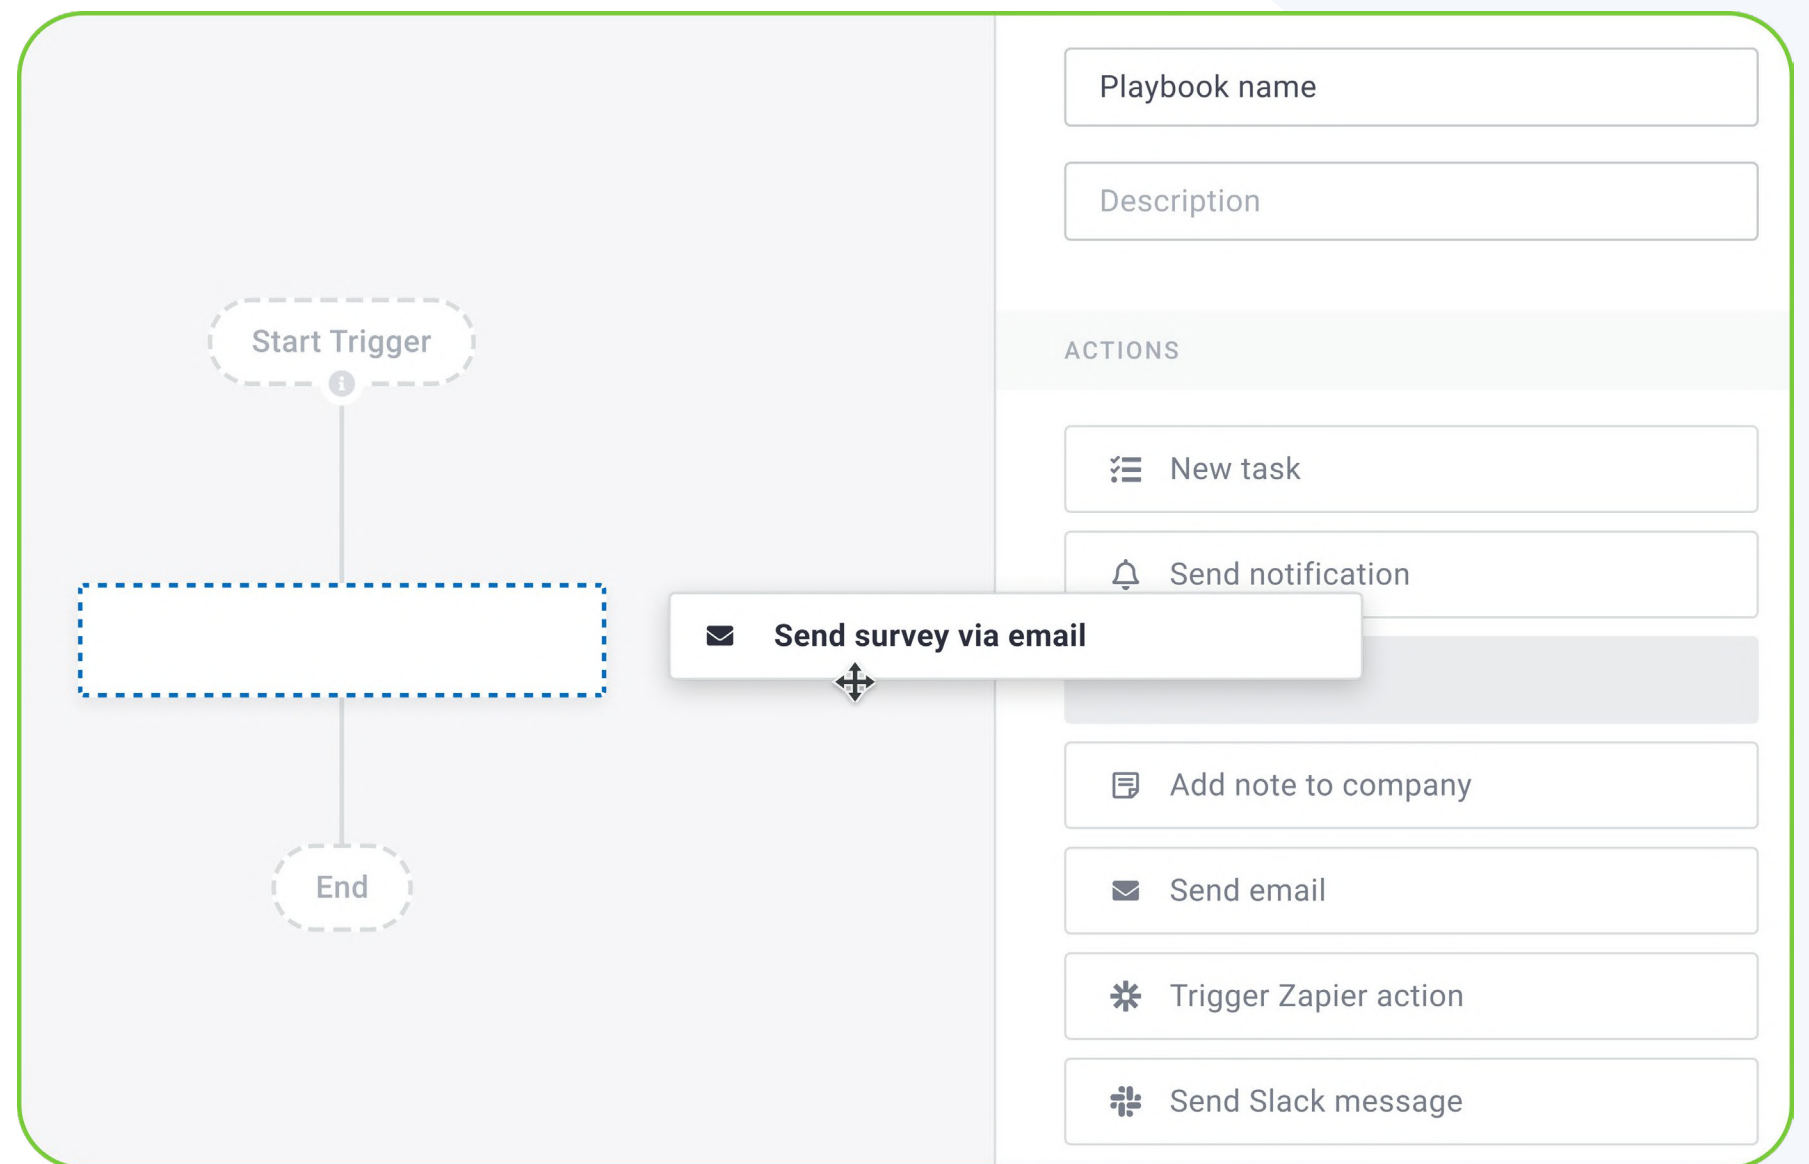 Playbook name
Description
Start Trigger
ACTIONS
New task
Send notification
Send survey via email
Add note to company
End
Send email
Trigger Zapier action
Send Slack message